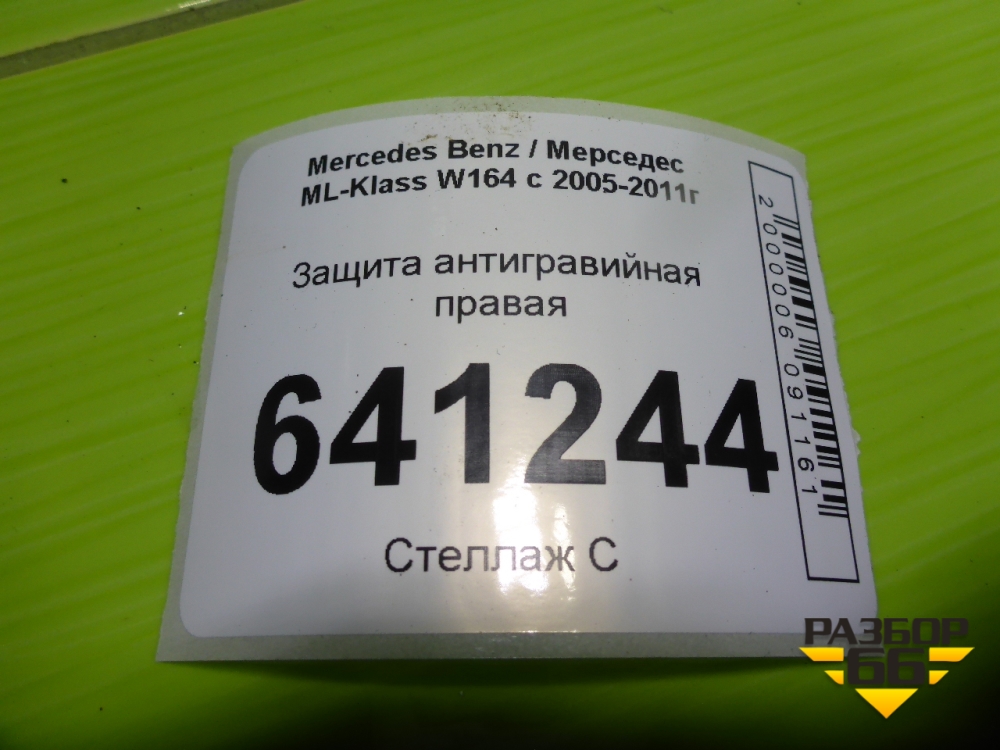 Mercedes Benz / Мерседес
ML-Klass W164 с 2005-2011г
Защита антигравийная
правая
641244
Стеллаж С
2000006091161
РАЗБОР
66